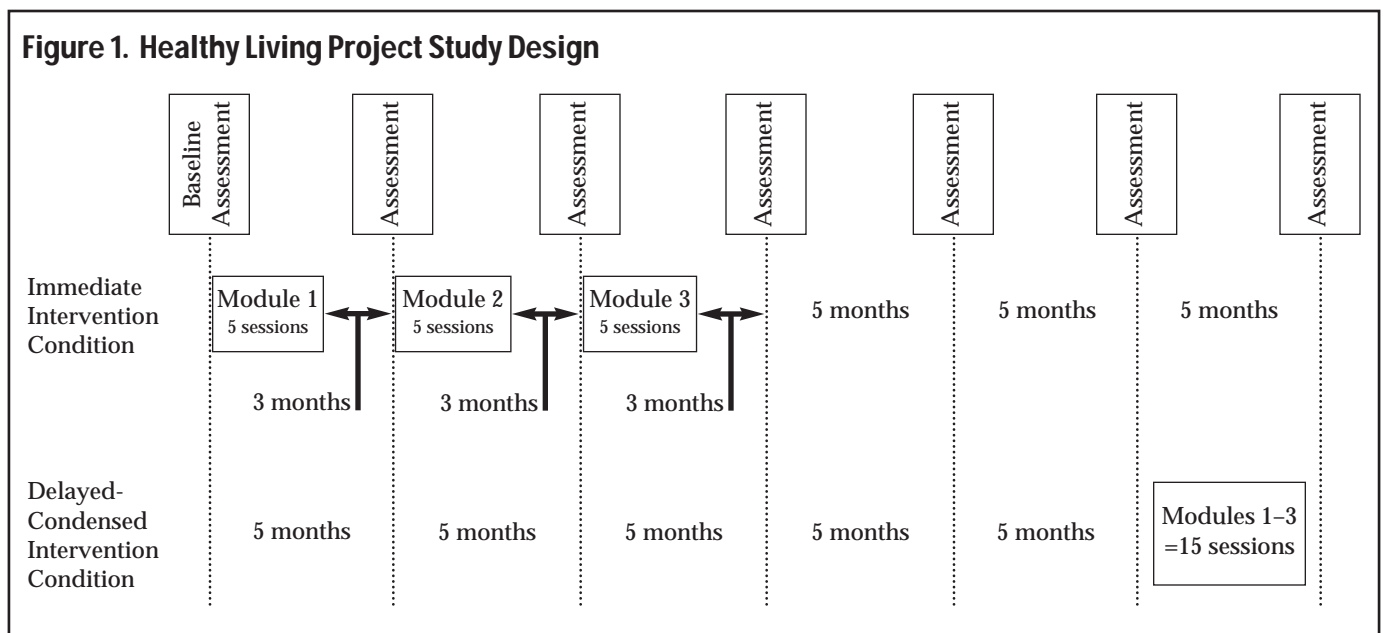 Figure 1. Healthy Living Project Study Design
Baseline
Assessment
Assessment
Assessment
Assessment
Assessment
Assessment
Assessment
Immediate
Intervention
Condition
Module 1
5 sessions
Module 2
5 sessions
Module 3
5 sessions
5 months
5 months
5 months
3 months
3 months
3 months
Delayed-
Condensed
Intervention
Condition
5 months
5 months
5 months
5 months
5 months
Modules 1–3
=15 sessions